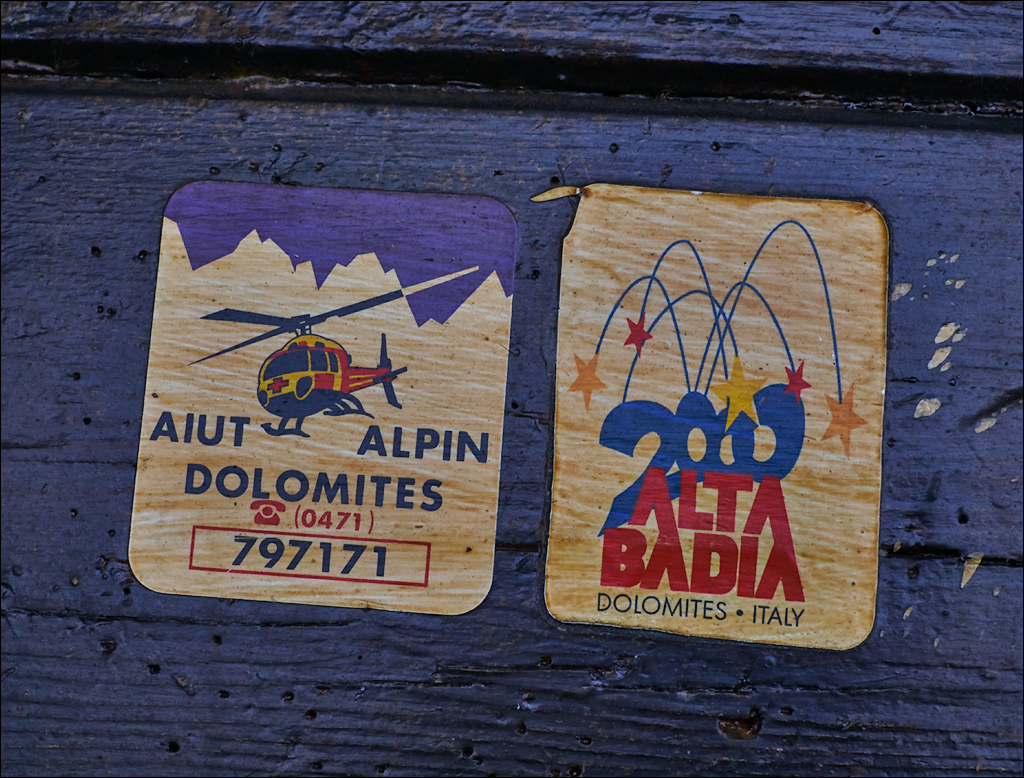 AIUT ALPIN
DOLOMITES
(0471)
797171
2000
ALTA
BADIA
DOLOMITES • ITALY